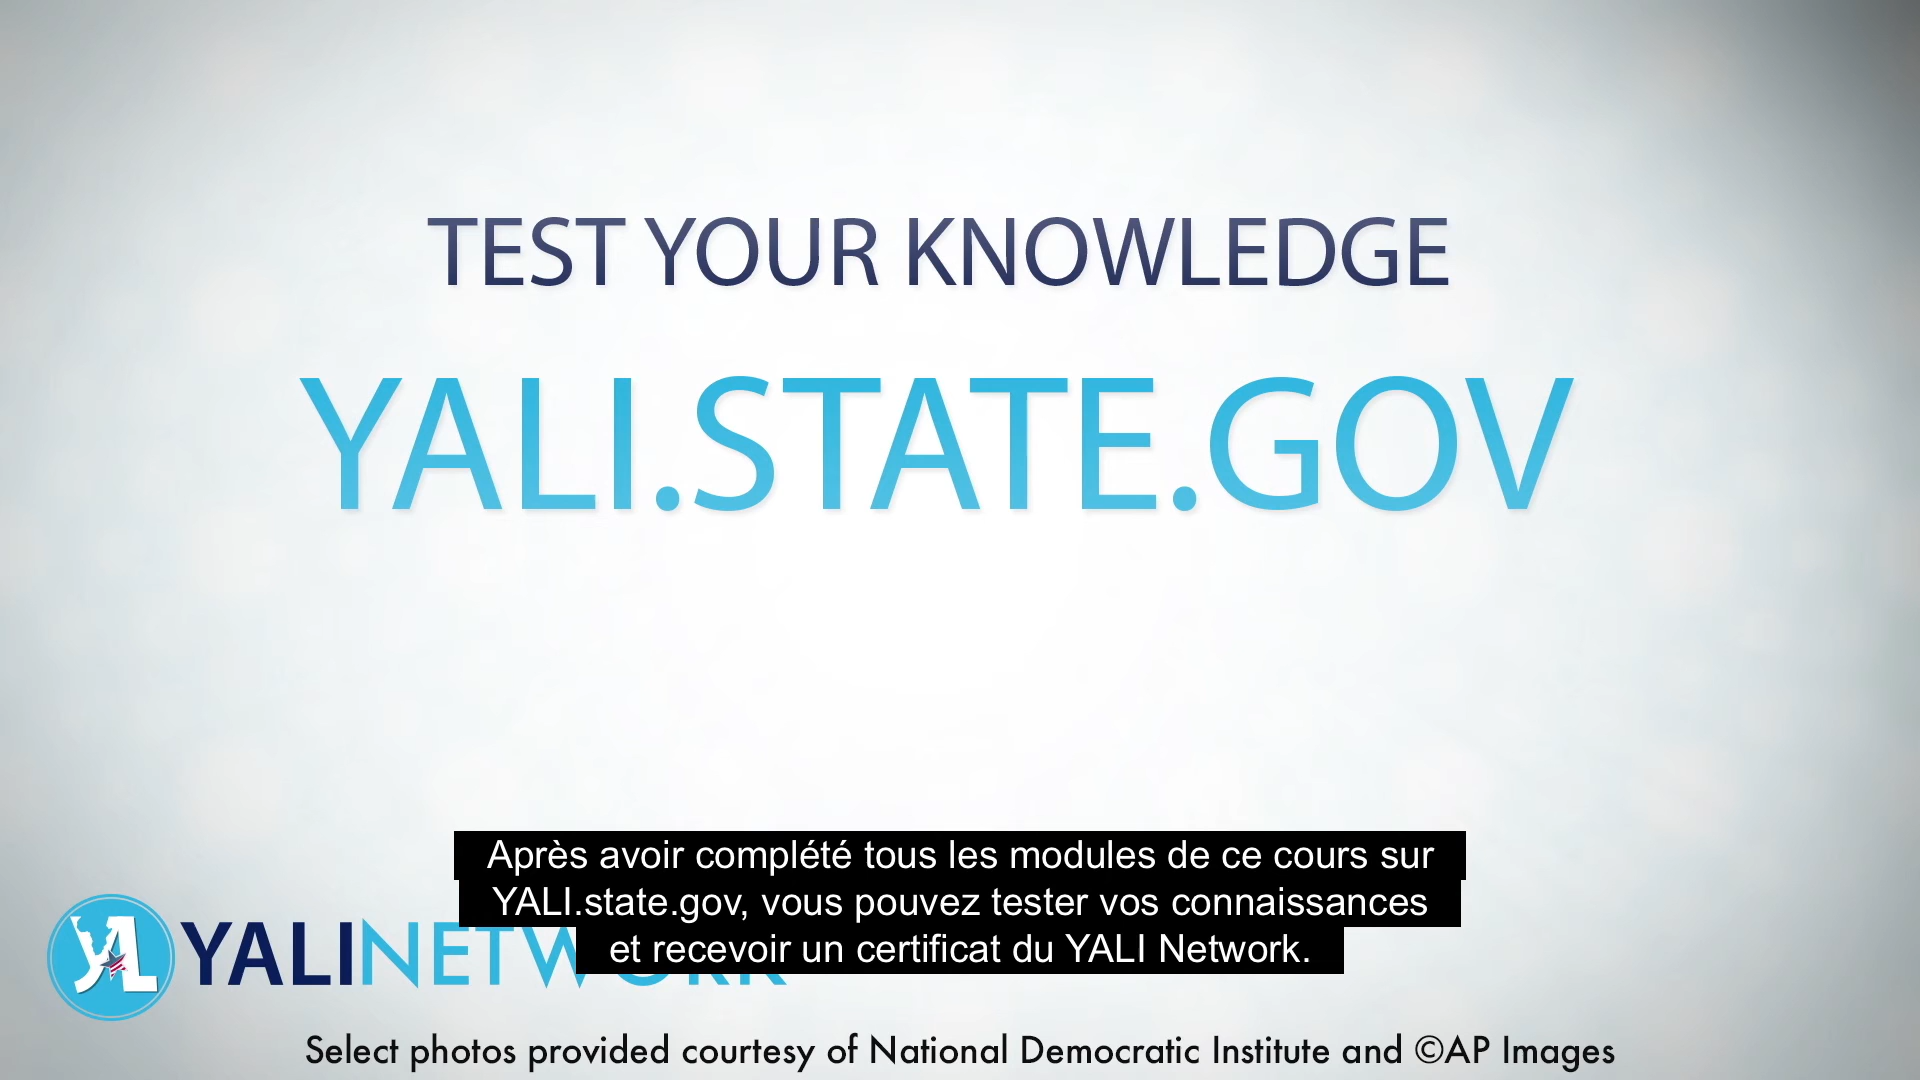 TEST YOUR KNOWLEDGE
YALI.STATE.GOV
Après avoir complété tous les modules de ce cours sur
YALI.state.gov, vous pouvez tester vos connaissances
et recevoir un certificat du YALI Network.
YALINETWORK
Select photos provided courtesy of National Democratic Institute and ©AP Images